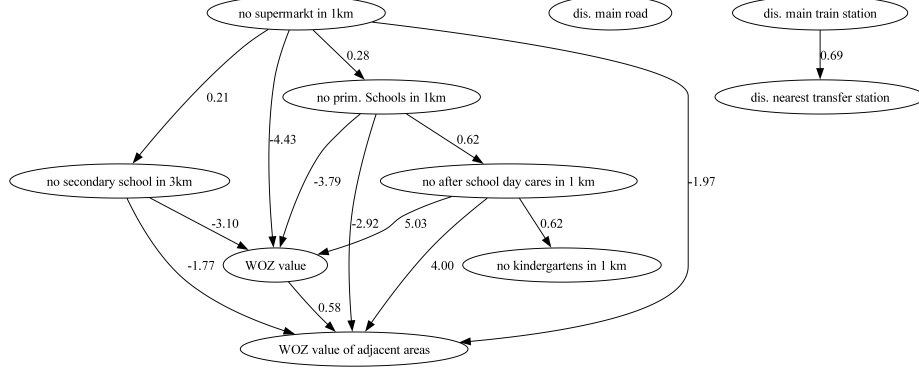 no supermarkt in 1km
dis. main road
dis. main train station
0.28
0.69
no prim. Schools in 1km
dis. nearest transfer station
0.21
-4.43
0.62
no secondary school in 3km
-3.79
no after school day cares in 1 km
-1.97
-3.10
-2.92
5.03
0.62
-1.77
WOZ value
4.00
no kindergartens in 1 km
0.58
WOZ value of adjacent areas